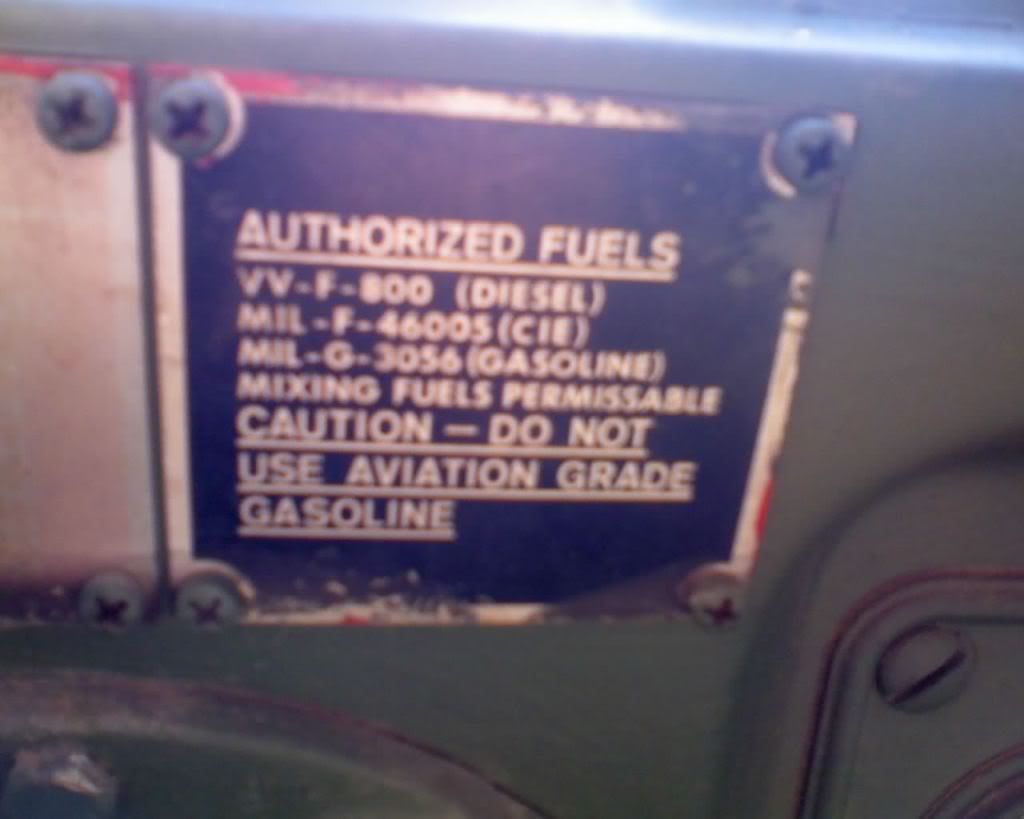 AUTHORIZED FUELS
VV-F-800 (DIESEL)
MIL-F-46005(CIE)
MIL-G-3056(GASOLINE)
MIXING FUELS PERMISSABLE
CAUTION — DO NOT
USE AVIATION GRADE
GASOLINE